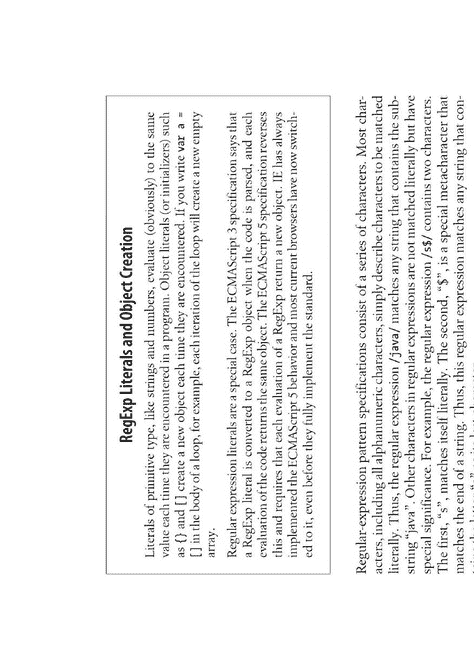 RegExp Literals and Object Creation
Literals of primitive type, like strings and numbers, evaluate (obviously) to the same
value each time they are encountered in a program. Object literals (or initializers) such
as {} and [] create a new object each time they are encountered. If you write var a =
[] in the body of a loop, for example, each iteration of the loop will create a new empty
array.
Regular expression literals are a special case. The ECMAScript 3 specification says that
a RegExp literal is converted to a RegExp object when the code is parsed, and each
evaluation of the code returns the same object. The ECMAScript 5 specification reverses
this and requires that each evaluation of a RegExp return a new object. IE has always
implemented the ECMAScript 5 behavior and most current browsers have now switch-
ed to it, even before they fully implement the standard.
Regular-expression pattern specifications consist of a series of characters. Most char-
acters, including all alphanumeric characters, simply describe characters to be matched
literally. Thus, the regular expression /java/ matches any string that contains the sub-
string “java”. Other characters in regular expressions are not matched literally but have
special significance. For example, the regular expression /s$/ contains two characters.
The first, “s”, matches itself literally. The second, “$”, is a special metacharacter that
matches the end of a string. Thus, this regular expression matches any string that con-